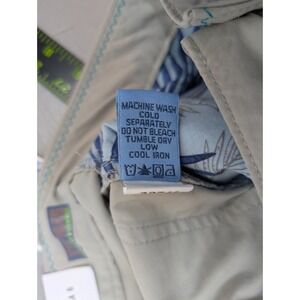 MACHINE WASH
COLD
SEPARATELY
DO NOT BLEACH
TUMBLE DRY
LOW
COOL IRON